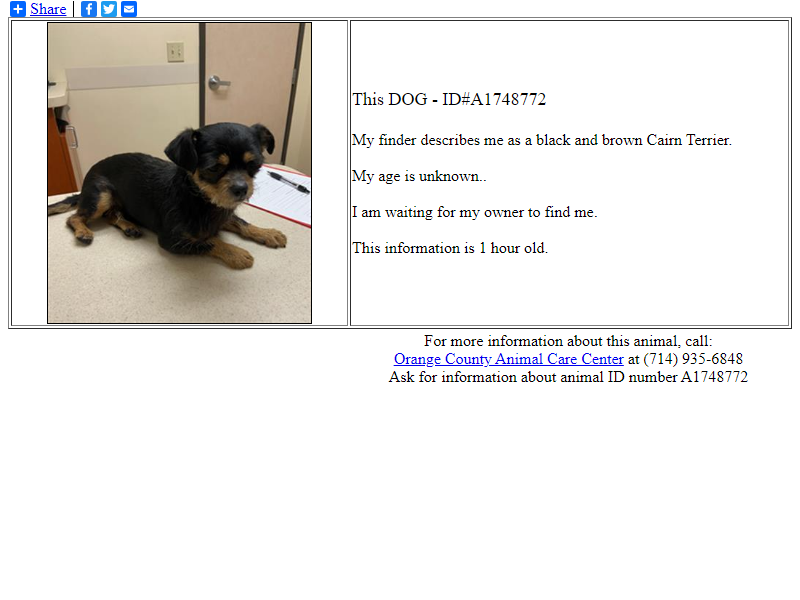 Share
This DOG - ID#A1748772
My finder describes me as a black and brown Cairn Terrier.
My age is unknown..
I am waiting for my owner to find me.
This information is 1 hour old.
For more information about this animal, call:
Orange County Animal Care Center at (714) 935-6848
Ask for information about animal ID number A1748772